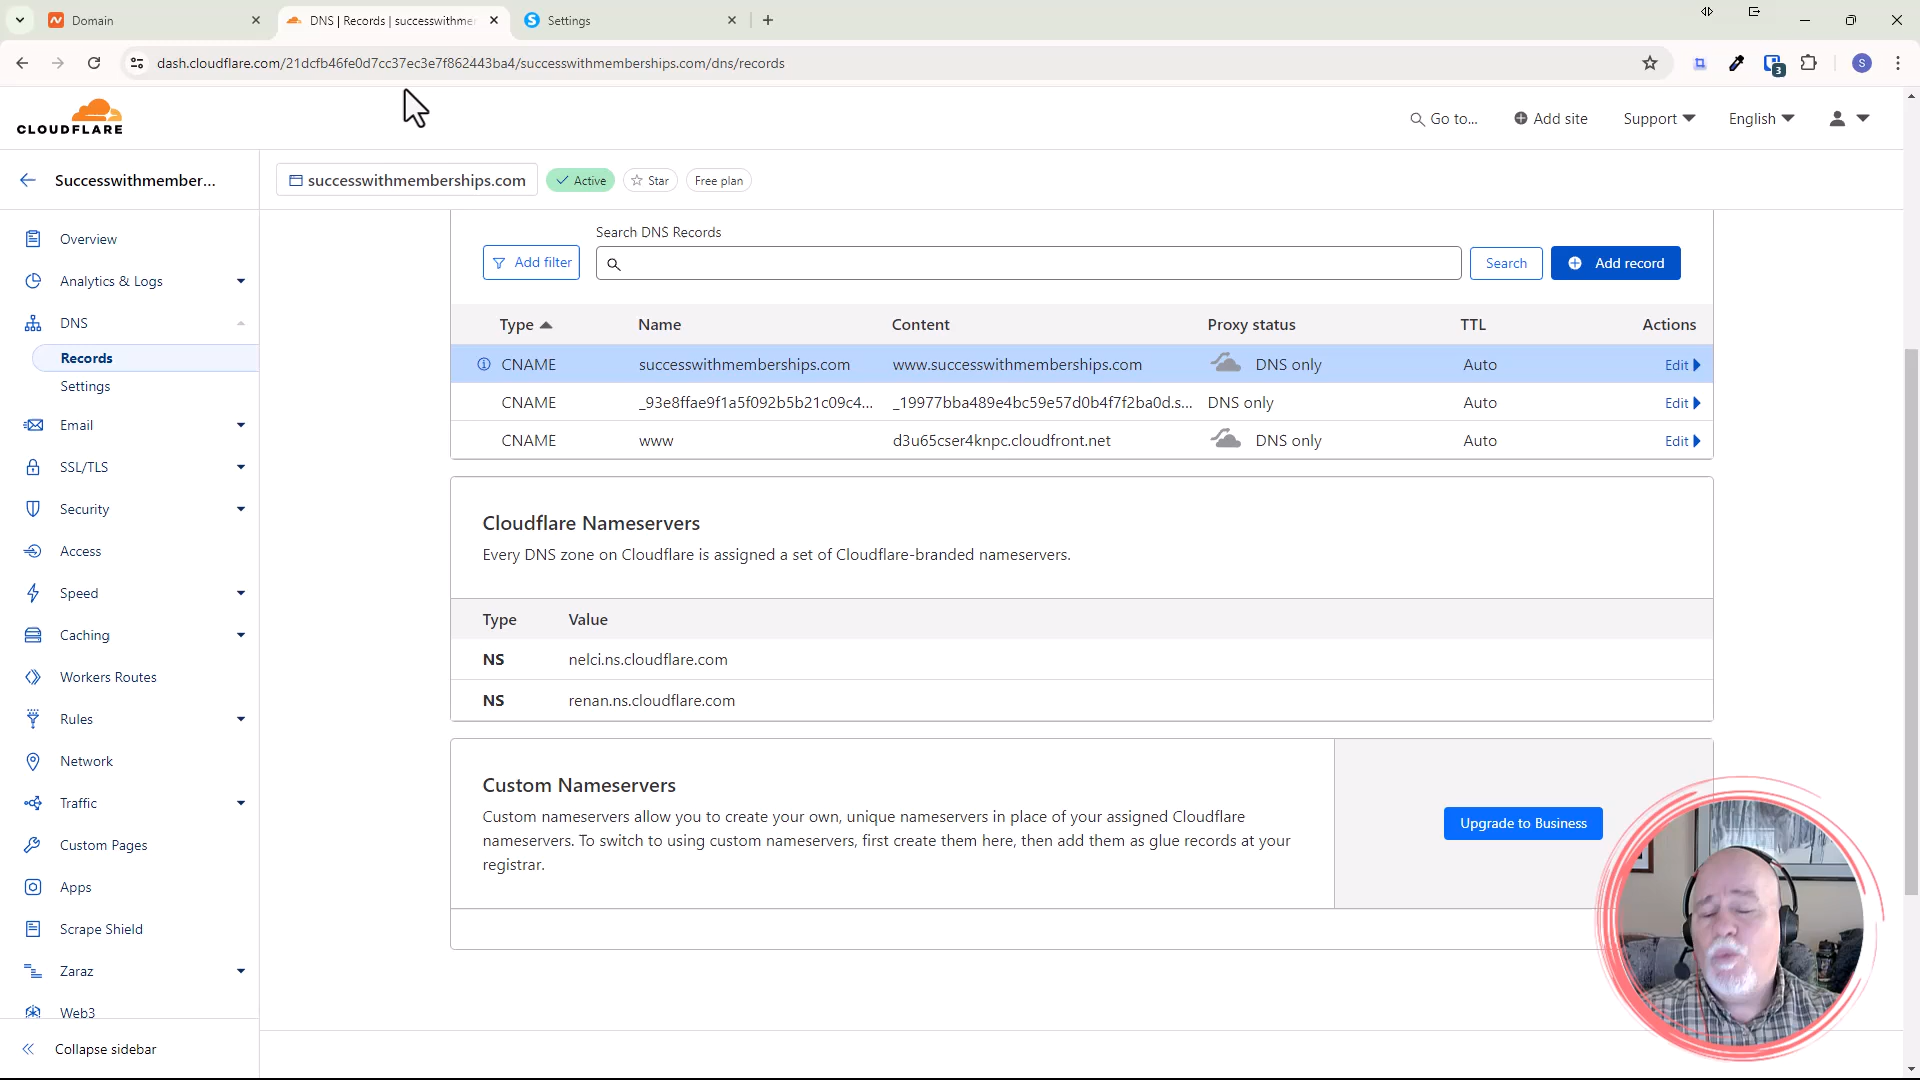 Domain
DNS | Records | successwithme
Settings
dash.cloudflare.com/21dcfb46fe0d7cc37ec3e7f862443ba4/successwithmemberships.com/dns/records
3
S
CLOUDFLARE
Go to...
Add site
Support
English
Successwithmember...
successwithmemberships.com
Active
Star
Free plan
Overview
Analytics & Logs
DNS
Records
Settings
Email
SSL/TLS
Security
Access
Speed
Caching
Workers Routes
Rules
Network
Traffic
Custom Pages
Apps
Scrape Shield
Zaraz
Web3
Collapse sidebar
Search DNS Records
Add filter
Search
Add record
Type Name Content Proxy status TTL Actions
CNAME successwithmemberships.com www.successwithmemberships.com DNS only Auto Edit
CNAME _93e8ffae9f1a5f092b5b21c09c4... _19977bba489e4bc59e57d0b4f7f2ba0d.s... DNS only Auto Edit
CNAME www d3u65cser4knpc.cloudfront.net DNS only Auto Edit
Cloudflare Nameservers
Every DNS zone on Cloudflare is assigned a set of Cloudflare-branded nameservers.
Type Value
NS nelci.ns.cloudflare.com
NS renan.ns.cloudflare.com
Custom Nameservers
Custom nameservers allow you to create your own, unique nameservers in place of your assigned Cloudflare
nameservers. To switch to using custom nameservers, first create them here, then add them as glue records at your
registrar.
Upgrade to Business